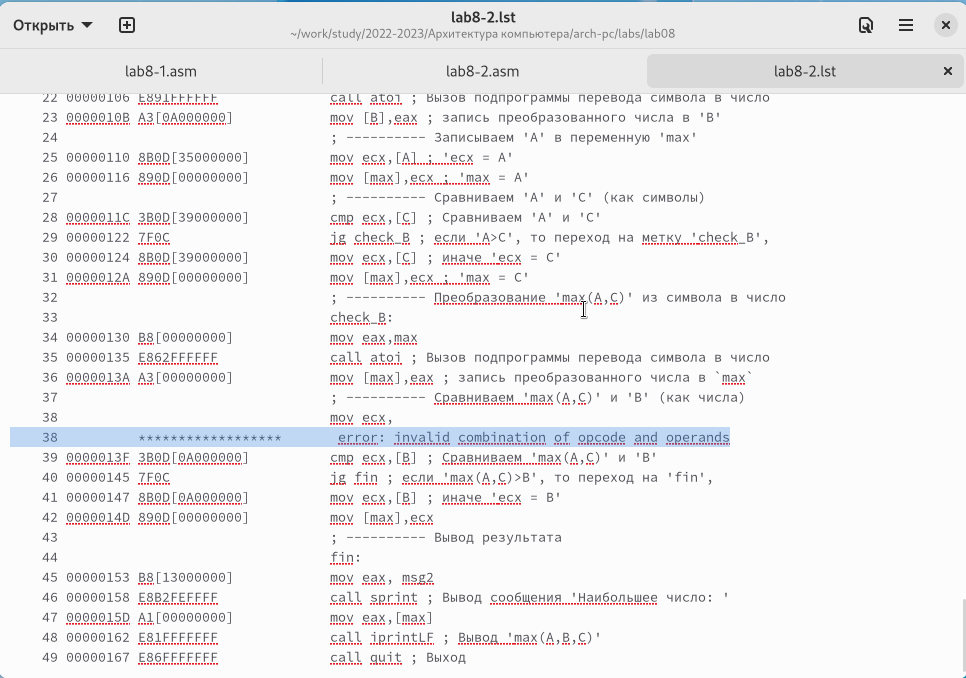 lab8-2.lst
Открыть
~/work/study/2022-2023/Архитектура компьютера/arch-pc/labs/lab08
lab8-1.asm lab8-2.asm lab8-2.lst
22 00000106 E891FFFFFF call atoi ; Вызов подпрограммы перевода символа в число
23 0000010B A3[0A000000] mov [B],eax ; запись преобразованного числа в 'B'
24 ; ---------- Записываем 'A' в переменную 'max'
25 00000110 8B0D[35000000] mov ecx,[A] ; 'ecx = A'
26 00000116 890D[00000000] mov [max],ecx ; 'max = A'
27 ; ---------- Сравниваем 'A' и 'C' (как символы)
28 0000011C 3B0D[39000000] cmp ecx,[C] ; Сравниваем 'A' и 'C'
29 00000122 7F0C jg check_B ; если 'A>C', то переход на метку 'check_B',
30 00000124 8B0D[39000000] mov ecx,[C] ; иначе 'ecx = C'
31 0000012A 890D[00000000] mov [max],ecx ; 'max = C'
32 ; ---------- Преобразование 'max(A,C)' из символа в число
33 check_B:
34 00000130 B8[00000000] mov eax,max
35 00000135 E862FFFFFF call atoi ; Вызов подпрограммы перевода символа в число
36 0000013A A3[00000000] mov [max],eax ; запись преобразованного числа в `max`
37 ; ---------- Сравниваем 'max(A,C)' и 'B' (как числа)
38 mov ecx,
38 ****************** error: invalid combination of opcode and operands
39 0000013F 3B0D[0A000000] cmp ecx,[B] ; Сравниваем 'max(A,C)' и 'B'
40 00000145 7F0C jg fin ; если 'max(A,C)>B', то переход на 'fin',
41 00000147 8B0D[0A000000] mov ecx,[B] ; иначе 'ecx = B'
42 0000014D 890D[00000000] mov [max],ecx
43 ; ---------- Вывод результата
44 fin:
45 00000153 B8[13000000] mov eax, msg2
46 00000158 E8B2FEFFFF call sprint ; Вывод сообщения 'Наибольшее число: '
47 0000015D A1[00000000] mov eax,[max]
48 00000162 E81FFFFFFF call iprintLF ; Вывод 'max(A,B,C)'
49 00000167 E86FFFFFFF call quit ; Выход